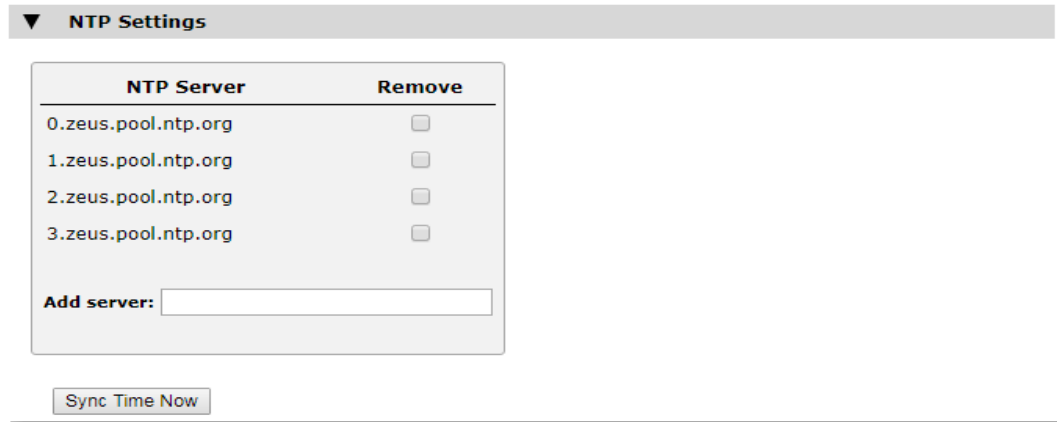 ▼ NTP Settings
NTP Server Remove
0.zeus.pool.ntp.org
1.zeus.pool.ntp.org
2.zeus.pool.ntp.org
3.zeus.pool.ntp.org
Add server:
Sync Time Now